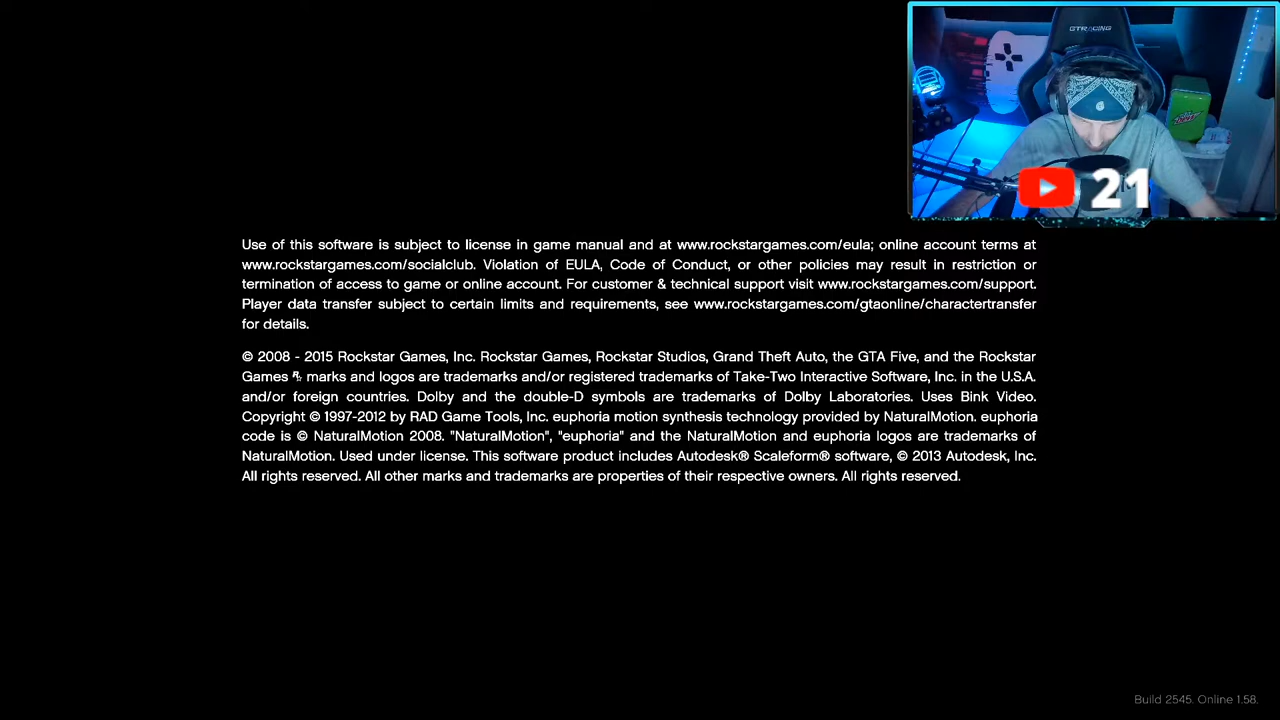 GTRACING
21
Use of this software is subject to license in game manual and at www.rockstargames.com/eula; online account terms at
www.rockstargames.com/socialclub. Violation of EULA, Code of Conduct, or other policies may result in restriction or
termination of access to game or online account. For customer & technical support visit www.rockstargames.com/support.
Player data transfer subject to certain limits and requirements, see www.rockstargames.com/gtaonline/charactertransfer
for details.
© 2008 - 2015 Rockstar Games, Inc. Rockstar Games, Rockstar Studios, Grand Theft Auto, the GTA Five, and the Rockstar
Games R* marks and logos are trademarks and/or registered trademarks of Take-Two Interactive Software, Inc. in the U.S.A.
and/or foreign countries. Dolby and the double-D symbols are trademarks of Dolby Laboratories. Uses Bink Video.
Copyright © 1997-2012 by RAD Game Tools, Inc. euphoria motion synthesis technology provided by NaturalMotion. euphoria
code is © NaturalMotion 2008. "NaturalMotion", "euphoria" and the NaturalMotion and euphoria logos are trademarks of
NaturalMotion. Used under license. This software product includes Autodesk® Scaleform® software, © 2013 Autodesk, Inc.
All rights reserved. All other marks and trademarks are properties of their respective owners. All rights reserved.
Build 2545. Online 1.58.